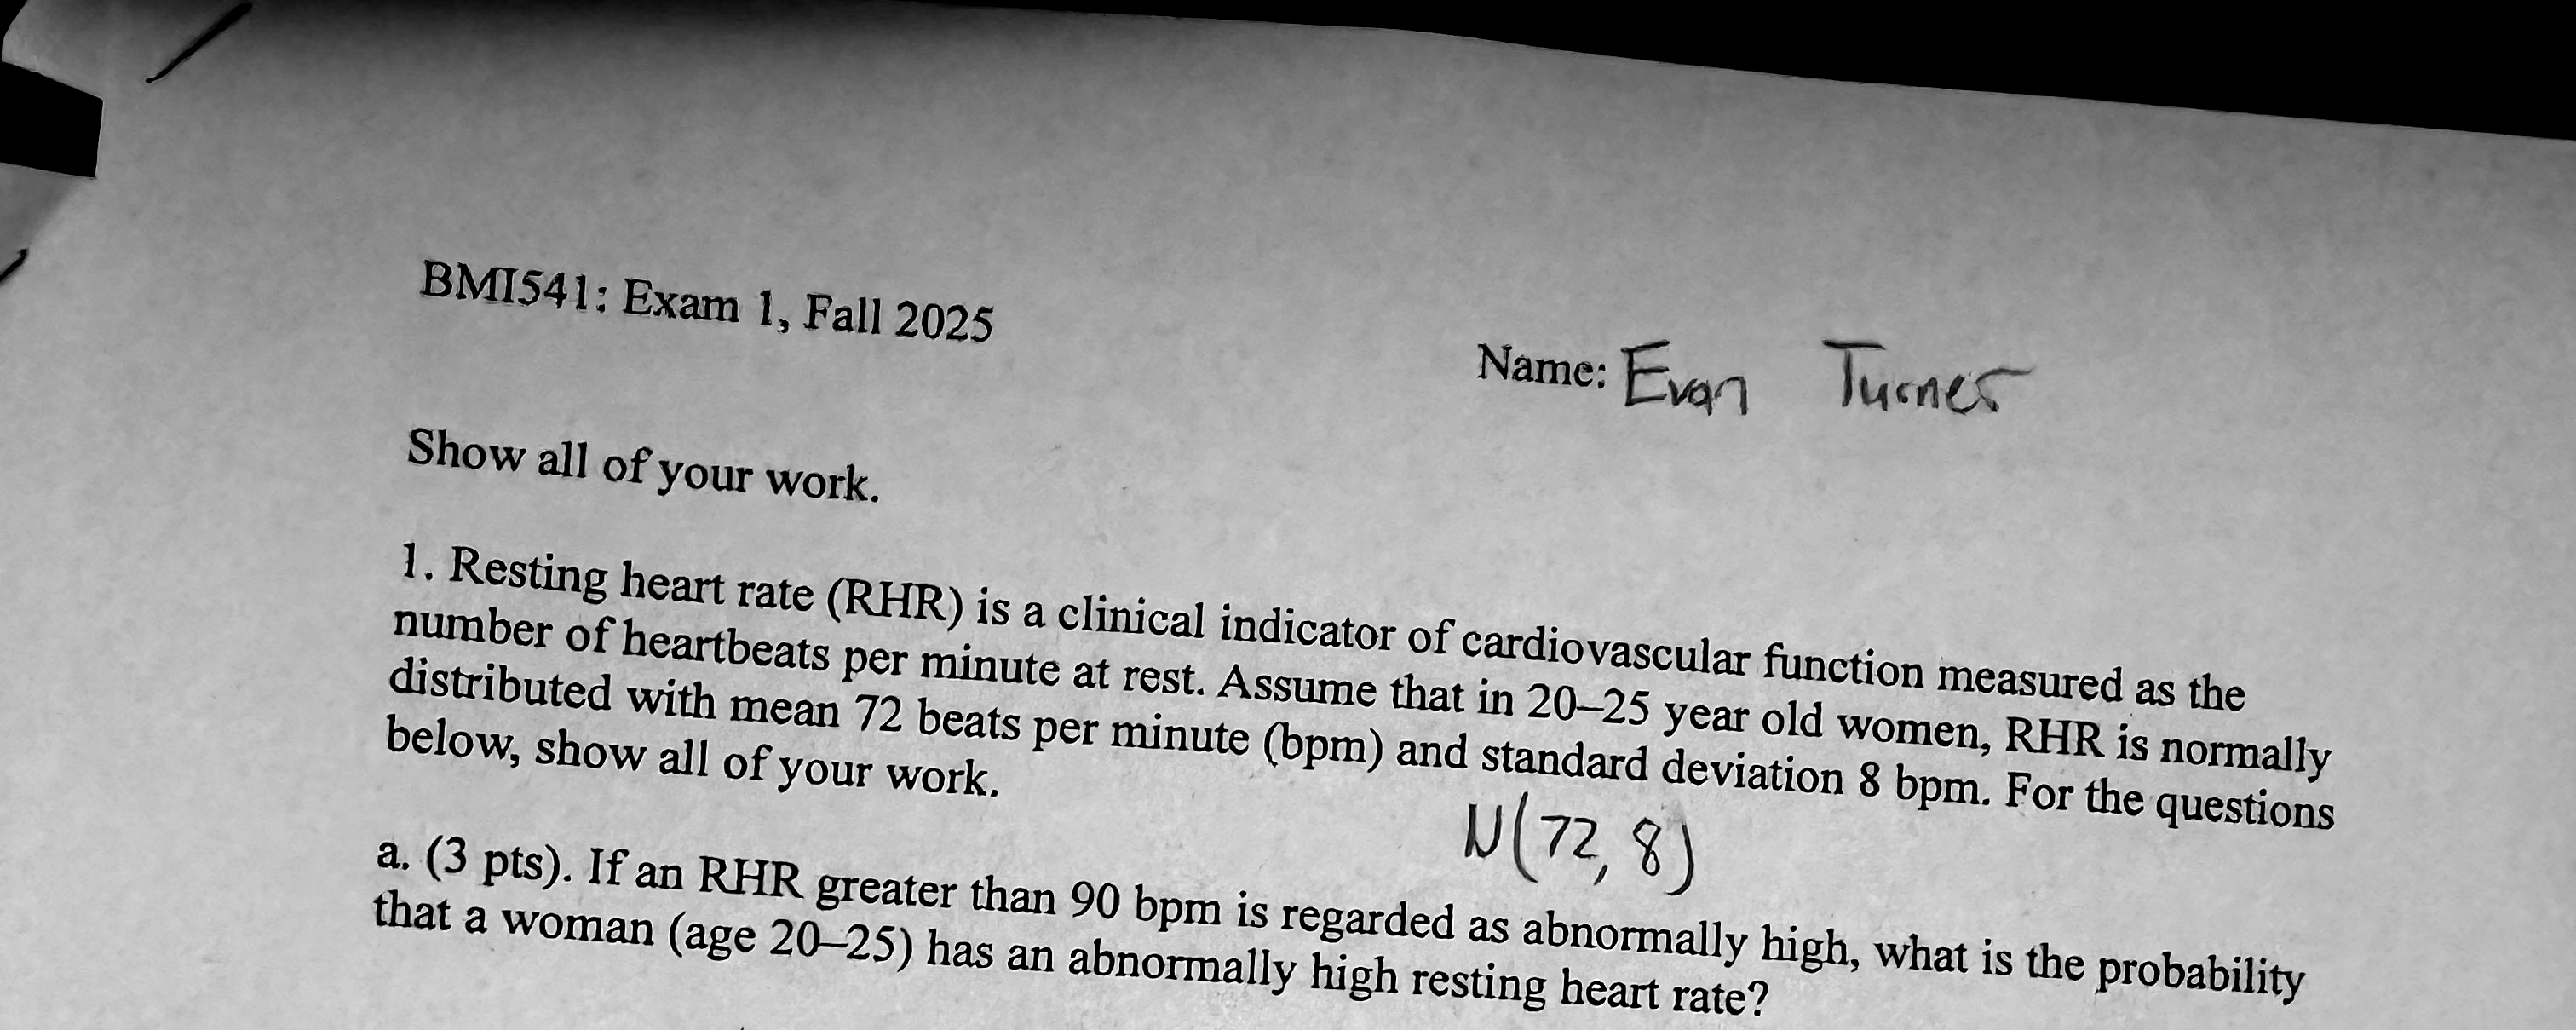 BMI541: Exam 1, Fall 2025
Name: Evan Turner
Show all of your work.
1. Resting heart rate (RHR) is a clinical indicator of cardiovascular function measured as the
number of heartbeats per minute at rest. Assume that in 20–25 year old women, RHR is normally
distributed with mean 72 beats per minute (bpm) and standard deviation 8 bpm. For the questions
below, show all of your work.
N(72, 8)
a. (3 pts). If an RHR greater than 90 bpm is regarded as abnormally high, what is the probability
that a woman (age 20–25) has an abnormally high resting heart rate?